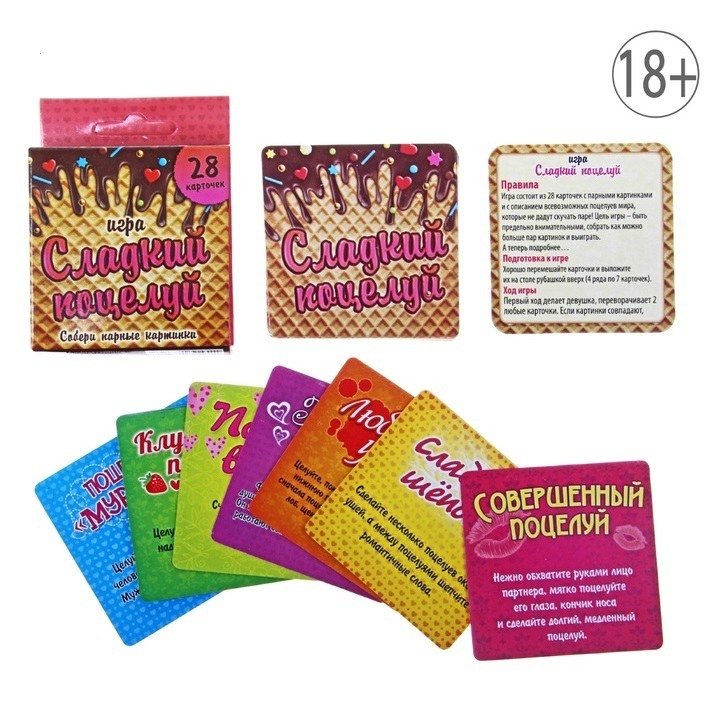 18+
28
карточек
игра
Сладкий
поцелуй
Собери парные картинки
Сладкий
поцелуй
игра
Сладкий поцелуй
Правила
Игра состоит из 28 карточек с парными картинками
и с описанием всевозможных поцелуев мира,
которые не дадут скучать паре! Цель игры – быть
предельно внимательными, собрать как можно
больше пар картинок и выиграть.
А теперь подробнее…
Подготовка к игре
Хорошо перемешайте карточки и выложите
их на столе рубашкой вверх (4 ряда по 7 карточек).
Ход игры
Первый ход делает девушка, переворачивает 2
любые карточки. Если картинки совпадают,
Сделайте несколько поцелуев
ушей, а между поцелуями шепчите
романтичные слова.
Совершенный
поцелуй
Нежно обхватите руками лицо
партнера, мягко поцелуйте
его глаза, кончик носа
и сделайте долгий, медленный
поцелуй.